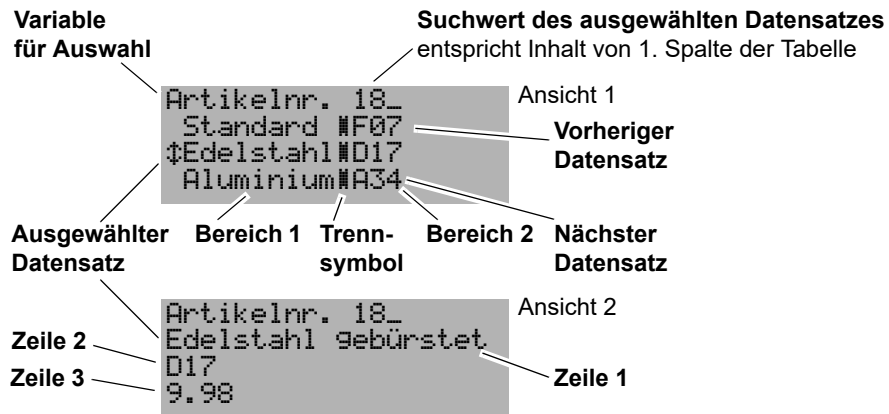 Variable
für Auswahl
Suchwert des ausgewählten Datensatzes
entspricht Inhalt von 1. Spalte der Tabelle
Artikelnr. 18_
Ansicht 1
Standard F07
Vorheriger
Datensatz
↕Edelstahl D17
Aluminium A34
Ausgewählter
Datensatz
Bereich 1
Trenn-
symbol
Bereich 2
Nächster
Datensatz
Artikelnr. 18_
Ansicht 2
Edelstahl gebürstet
Zeile 2
D17
Zeile 3
9.98
Zeile 1